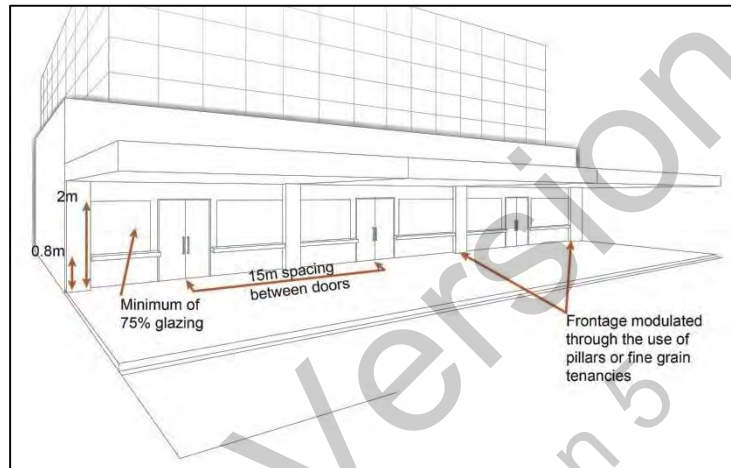 2m
0.8m
15m spacing
between doors
Minimum of
75% glazing
Frontage modulated
through the use of
pillars or fine grain
tenancies
Version
n 5